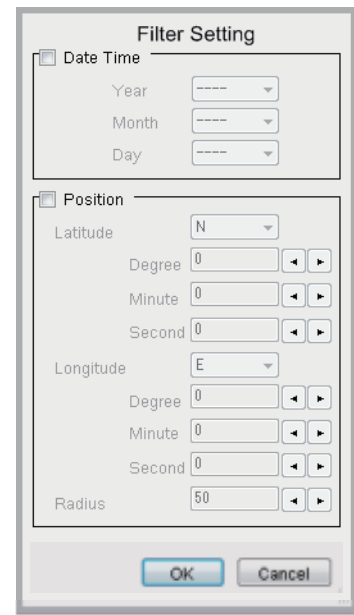 Filter Setting
Date Time
Year ----
Month ----
Day ----
Position
Latitude N
Degree 0
Minute 0
Second 0
Longitude E
Degree 0
Minute 0
Second 0
Radius 50
OK Cancel